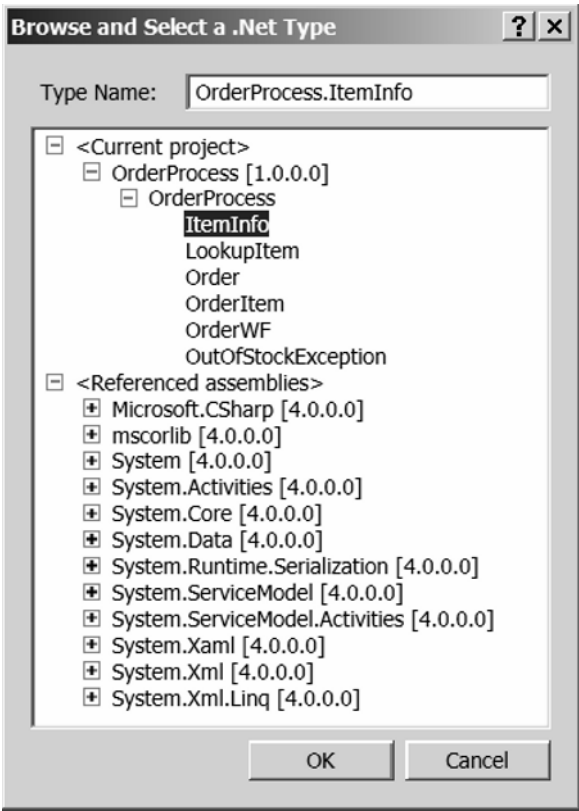 Browse and Select a .Net Type
Type Name: OrderProcess.ItemInfo
<Current project>
OrderProcess [1.0.0.0]
OrderProcess
ItemInfo
LookupItem
Order
OrderItem
OrderWF
OutOfStockException
<Referenced assemblies>
Microsoft.CSharp [4.0.0.0]
mscorlib [4.0.0.0]
System [4.0.0.0]
System.Activities [4.0.0.0]
System.Core [4.0.0.0]
System.Data [4.0.0.0]
System.Runtime.Serialization [4.0.0.0]
System.ServiceModel [4.0.0.0]
System.ServiceModel.Activities [4.0.0.0]
System.Xaml [4.0.0.0]
System.Xml [4.0.0.0]
System.Xml.Linq [4.0.0.0]
OK Cancel